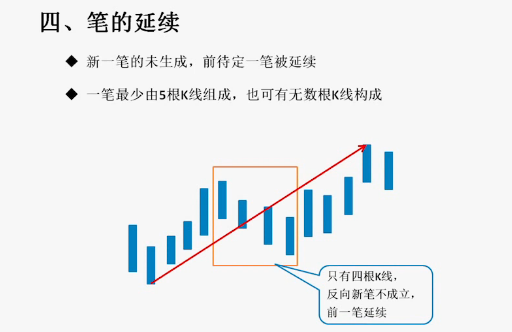 四、笔的延续
◆ 新一笔的未生成，前待定一笔被延续
◆ 一笔最少由5根K线组成，也可有无数根K线构成
只有四根K线，
反向新笔不成立，
前一笔延续